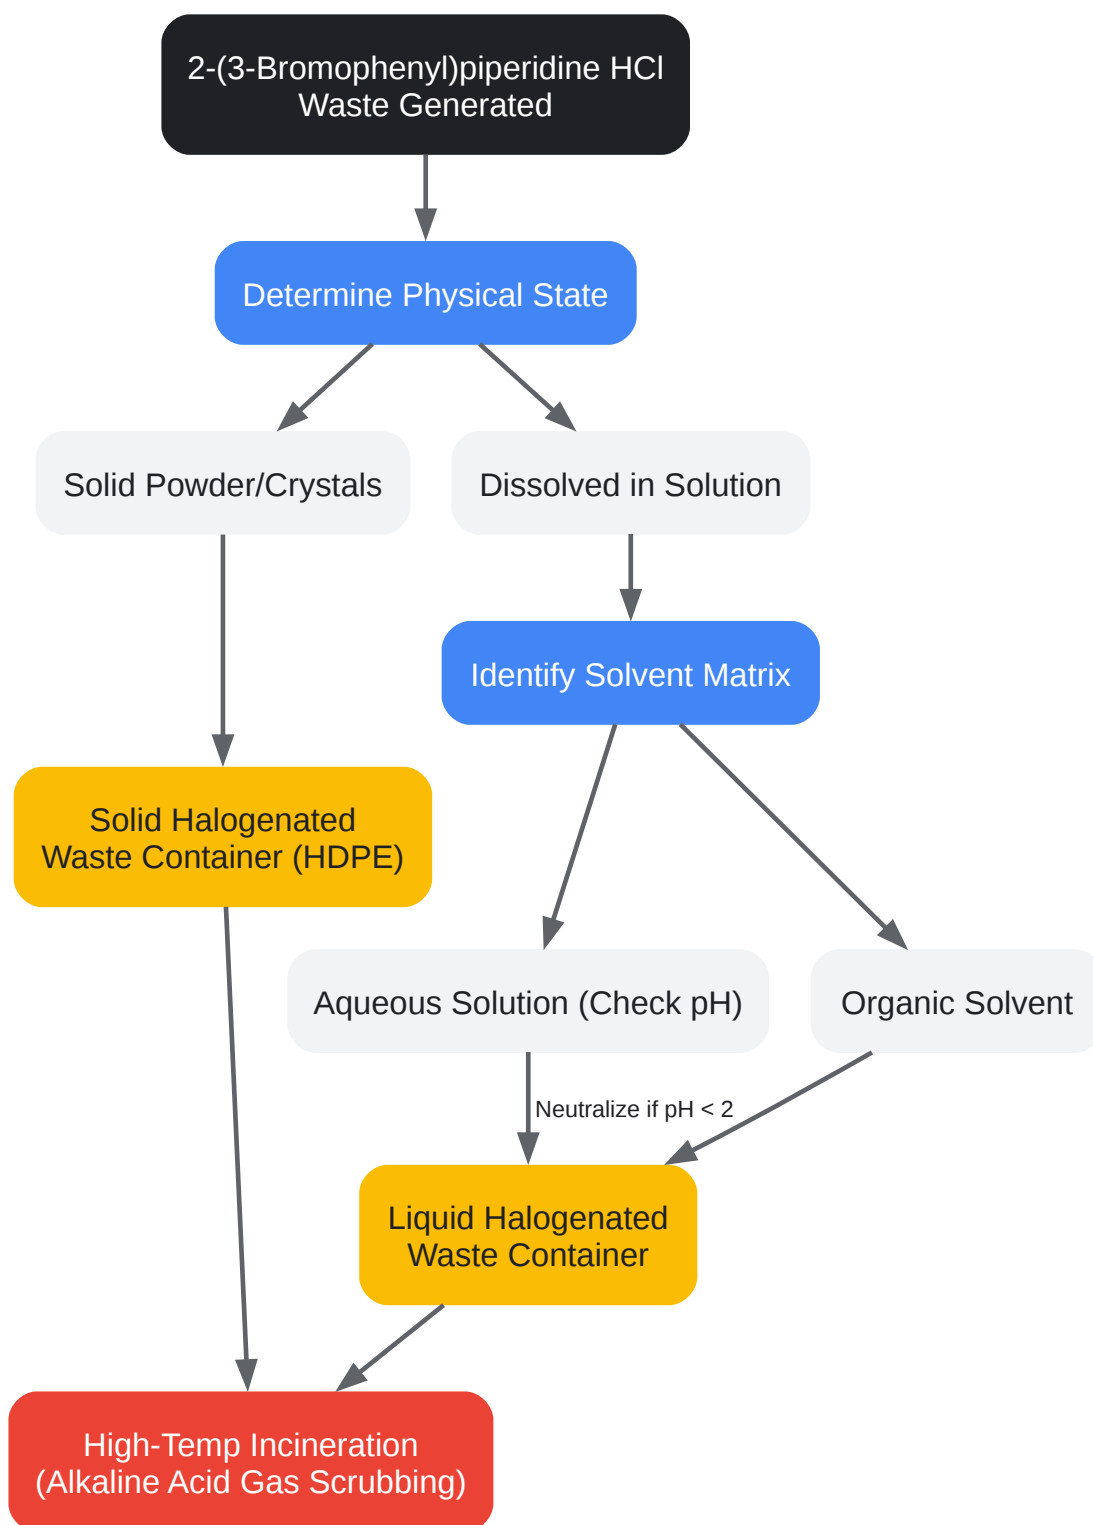 2-(3-Bromophenyl)piperidine HCl
Waste Generated
Determine Physical State
Solid Powder/Crystals
Dissolved in Solution
Identify Solvent Matrix
Solid Halogenated
Waste Container (HDPE)
Aqueous Solution (Check pH)
Organic Solvent
Neutralize if pH < 2
Liquid Halogenated
Waste Container
High-Temp Incineration
(Alkaline Acid Gas Scrubbing)